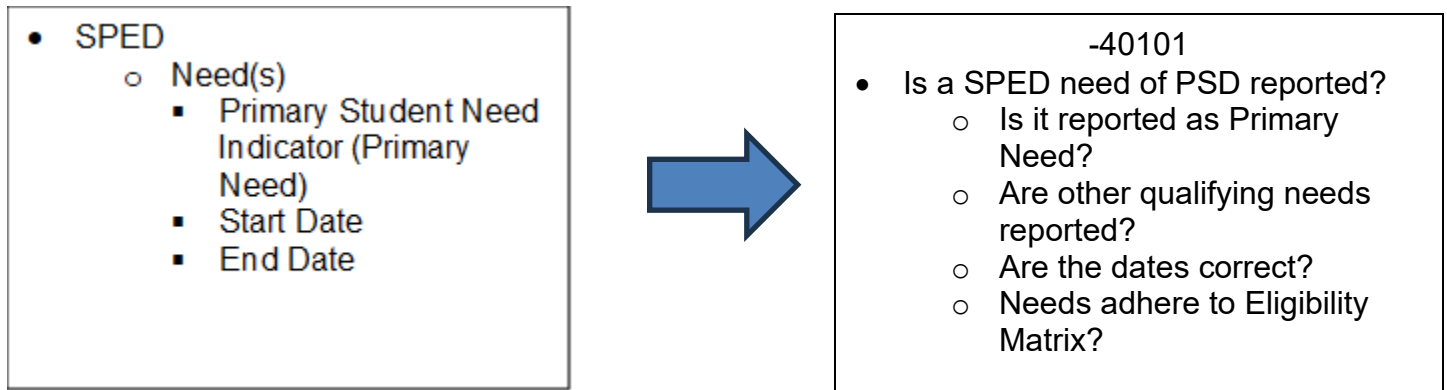 • SPED
o Need(s)
▪ Primary Student Need
Indicator (Primary
Need)
▪ Start Date
▪ End Date
-40101
• Is a SPED need of PSD reported?
o Is it reported as Primary
Need?
o Are other qualifying needs
reported?
o Are the dates correct?
o Needs adhere to Eligibility
Matrix?